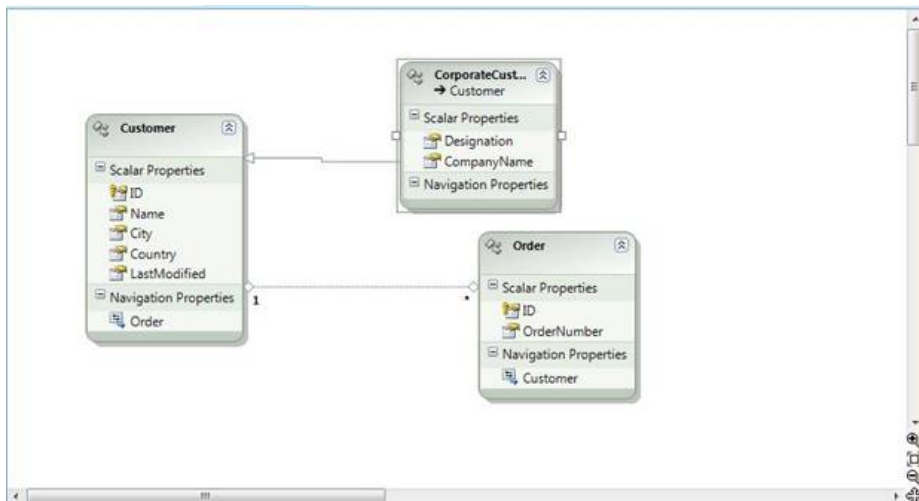 Customer
Scalar Properties
ID
Name
City
Country
LastModified
Navigation Properties
Order
1
*
CorporateCust...
Customer
Scalar Properties
Designation
CompanyName
Navigation Properties
Order
Scalar Properties
ID
OrderNumber
Navigation Properties
Customer